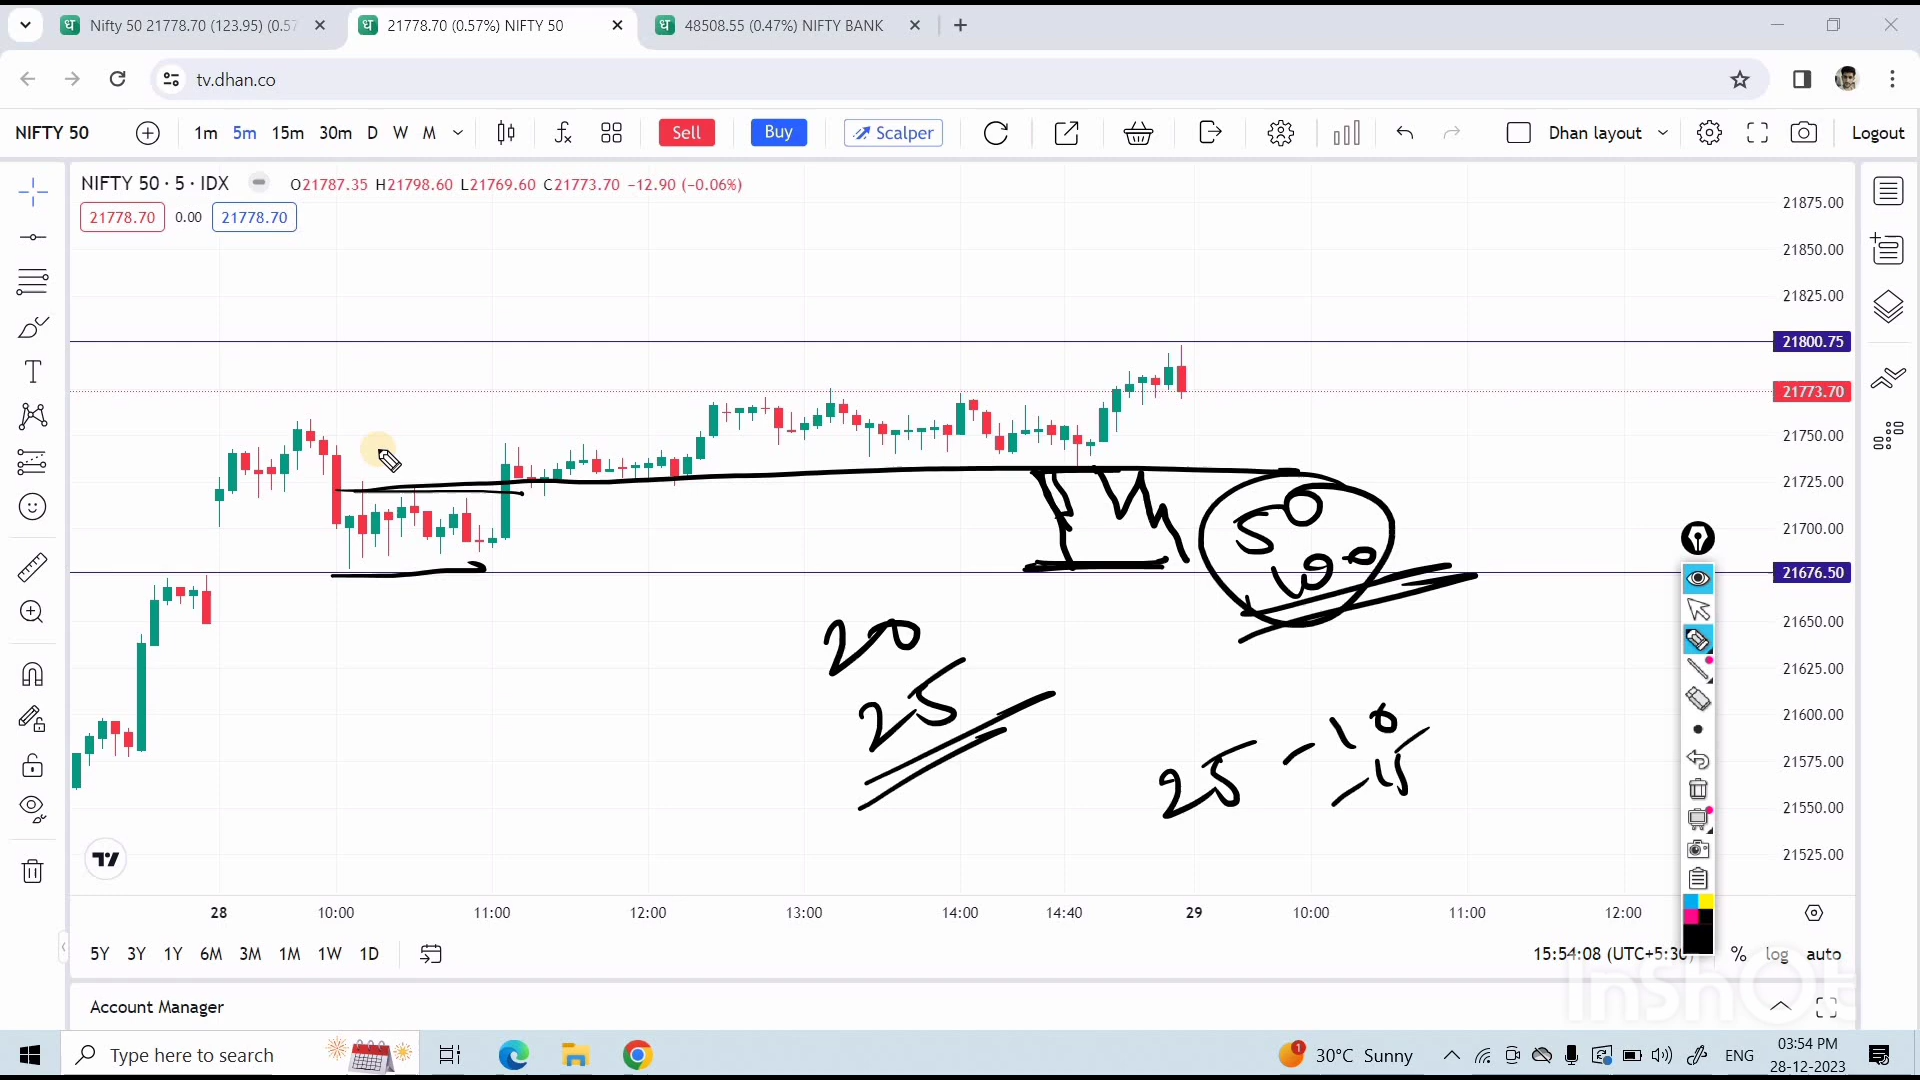 Nifty 50 21778.70 (123.95) (0.57
21778.70 (0.57%) NIFTY 50
48508.55 (0.47%) NIFTY BANK
tv.dhan.co
NIFTY 50 1m 5m 15m 30m D W M Sell Buy Scalper Dhan layout Logout
NIFTY 50 · 5 · IDX O21787.35 H21798.60 L21769.60 C21773.70 −12.90 (−0.06%)
21778.70 0.00 21778.70
21875.00
21850.00
21825.00
21800.75
21773.70
21750.00
21725.00
21700.00
21676.50
21650.00
21625.00
21600.00
21575.00
21550.00
21525.00
50
20
25
25 - 10
- 15
28 10:00 11:00 12:00 13:00 14:00 14:40 29 10:00 11:00 12:00
5Y 3Y 1Y 6M 3M 1M 1W 1D 15:54:08 (UTC+5:30) % log auto
InShOt
Account Manager
Type here to search
1
30°C Sunny
ENG
03:54 PM
28-12-2023